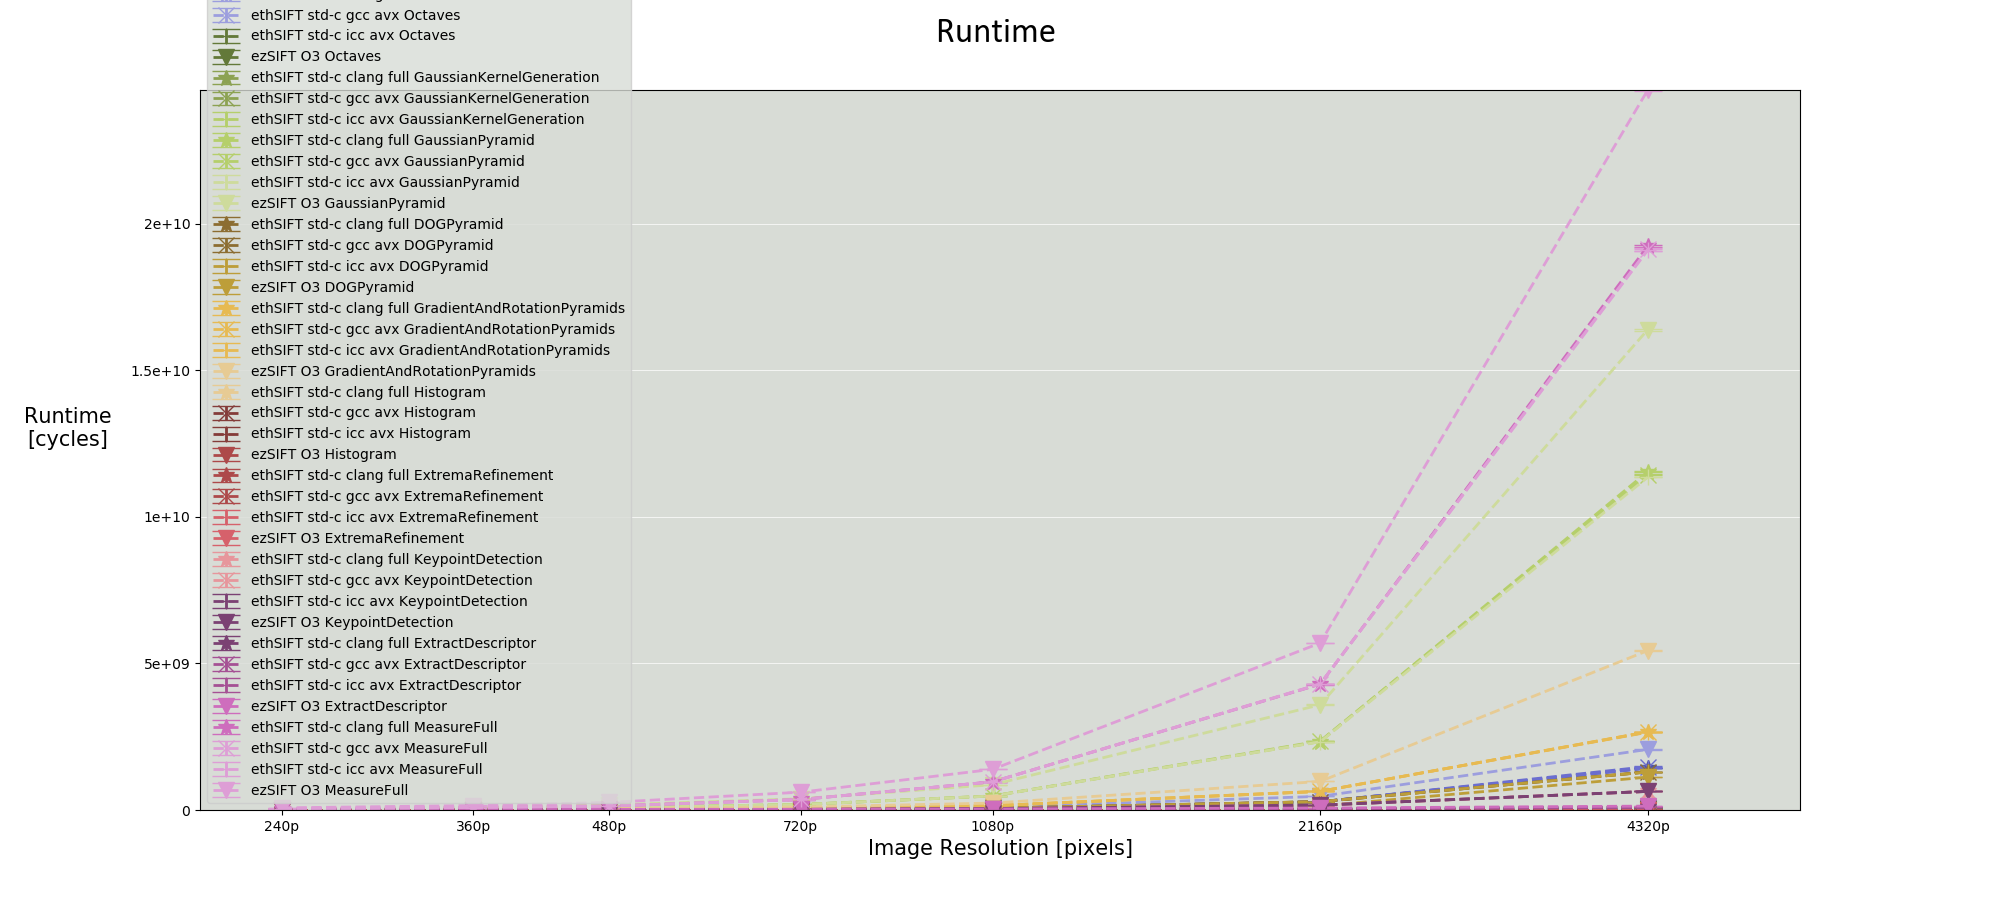 Runtime
ethSIFT std-c gcc avx Octaves
ethSIFT std-c icc avx Octaves
ezSIFT O3 Octaves
ethSIFT std-c clang full GaussianKernelGeneration
ethSIFT std-c gcc avx GaussianKernelGeneration
ethSIFT std-c icc avx GaussianKernelGeneration
ethSIFT std-c clang full GaussianPyramid
ethSIFT std-c gcc avx GaussianPyramid
ethSIFT std-c icc avx GaussianPyramid
ezSIFT O3 GaussianPyramid
ethSIFT std-c clang full DOGPyramid
ethSIFT std-c gcc avx DOGPyramid
ethSIFT std-c icc avx DOGPyramid
ezSIFT O3 DOGPyramid
ethSIFT std-c clang full GradientAndRotationPyramids
ethSIFT std-c gcc avx GradientAndRotationPyramids
ethSIFT std-c icc avx GradientAndRotationPyramids
ezSIFT O3 GradientAndRotationPyramids
ethSIFT std-c clang full Histogram
ethSIFT std-c gcc avx Histogram
ethSIFT std-c icc avx Histogram
ezSIFT O3 Histogram
ethSIFT std-c clang full ExtremaRefinement
ethSIFT std-c gcc avx ExtremaRefinement
ethSIFT std-c icc avx ExtremaRefinement
ezSIFT O3 ExtremaRefinement
ethSIFT std-c clang full KeypointDetection
ethSIFT std-c gcc avx KeypointDetection
ethSIFT std-c icc avx KeypointDetection
ezSIFT O3 KeypointDetection
ethSIFT std-c clang full ExtractDescriptor
ethSIFT std-c gcc avx ExtractDescriptor
ethSIFT std-c icc avx ExtractDescriptor
ezSIFT O3 ExtractDescriptor
ethSIFT std-c clang full MeasureFull
ethSIFT std-c gcc avx MeasureFull
ethSIFT std-c icc avx MeasureFull
ezSIFT O3 MeasureFull
2e+10
1.5e+10
1e+10
5e+09
0
Runtime
[cycles]
240p
360p
480p
720p
1080p
2160p
4320p
Image Resolution [pixels]